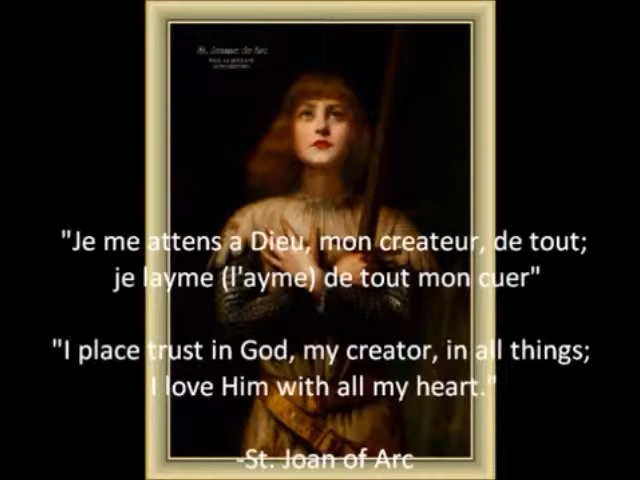 St. Jeanne de Arc
"Je me attens a Dieu, mon createur, de tout;
je layme (l'ayme) de tout mon cuer"
"I place trust in God, my creator, in all things;
I love Him with all my heart."
-St. Joan of Arc